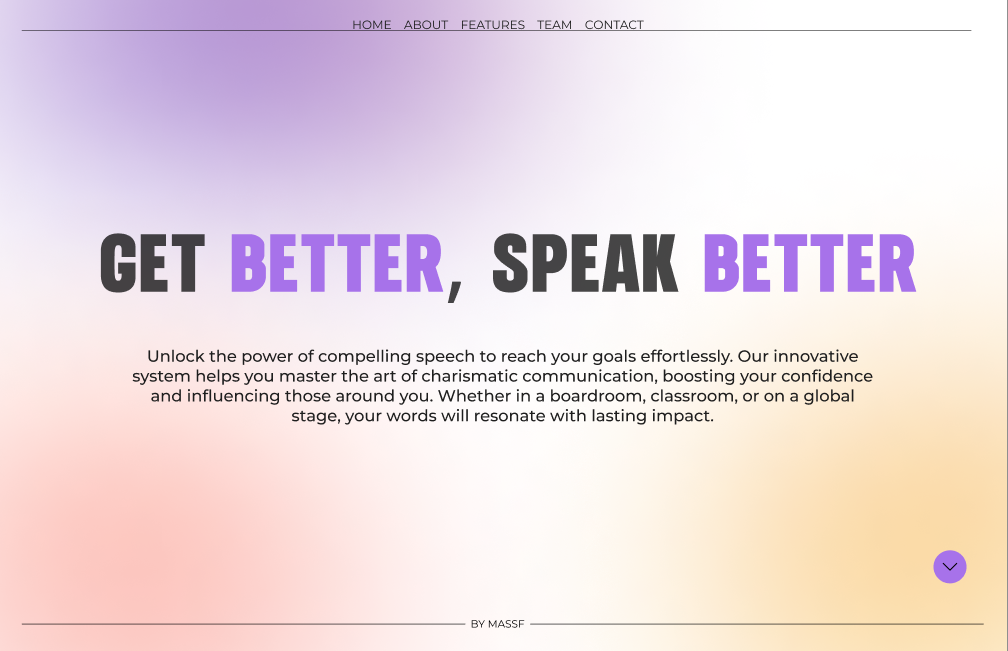 HOME ABOUT FEATURES TEAM CONTACT
GET BETTER, SPEAK BETTER
Unlock the power of compelling speech to reach your goals effortlessly. Our innovative
system helps you master the art of charismatic communication, boosting your confidence
and influencing those around you. Whether in a boardroom, classroom, or on a global
stage, your words will resonate with lasting impact.
BY MASSF